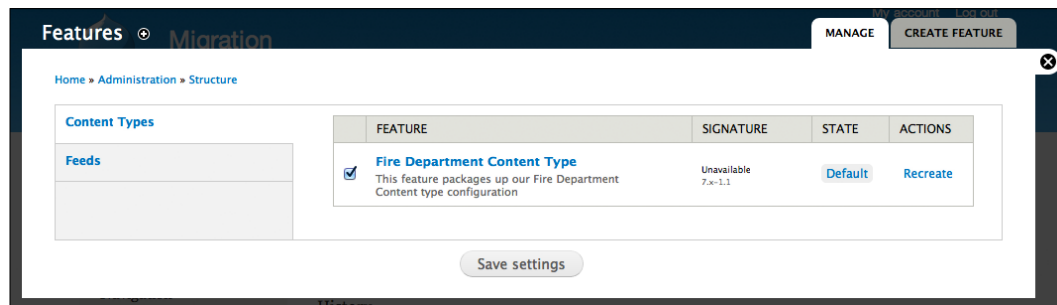 My account Log out
Features
Migration
MANAGE CREATE FEATURE
Home » Administration » Structure
Content Types
Feeds
FEATURE SIGNATURE STATE ACTIONS
Fire Department Content Type
This feature packages up our Fire Department
Content type configuration
Unavailable
7.x-1.1
Default
Recreate
Save settings